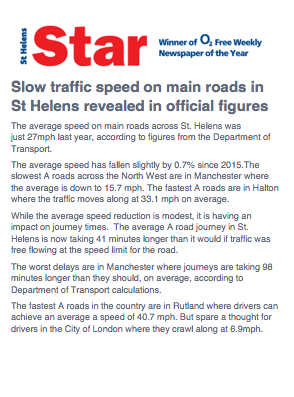 St Helens
Star
Winner of O2 Free Weekly
Newspaper of the Year
Slow traffic speed on main roads in
St Helens revealed in official figures
The average speed on main roads across St. Helens was
just 27mph last year, according to figures from the Department of
Transport.
The average speed has fallen slightly by 0.7% since 2015.The
slowest A roads across the North West are in Manchester where
the average is down to 15.7 mph. The fastest A roads are in Halton
where the traffic moves along at 33.1 mph on average.
While the average speed reduction is modest, it is having an
impact on journey times. The average A road journey in St.
Helens is now taking 41 minutes longer than it would if traffic was
free flowing at the speed limit for the road.
The worst delays are in Manchester where journeys are taking 98
minutes longer than they should, on average, according to
Department of Transport calculations.
The fastest A roads in the country are in Rutland where drivers can
achieve an average a speed of 40.7 mph. But spare a thought for
drivers in the City of London where they crawl along at 6.9mph.